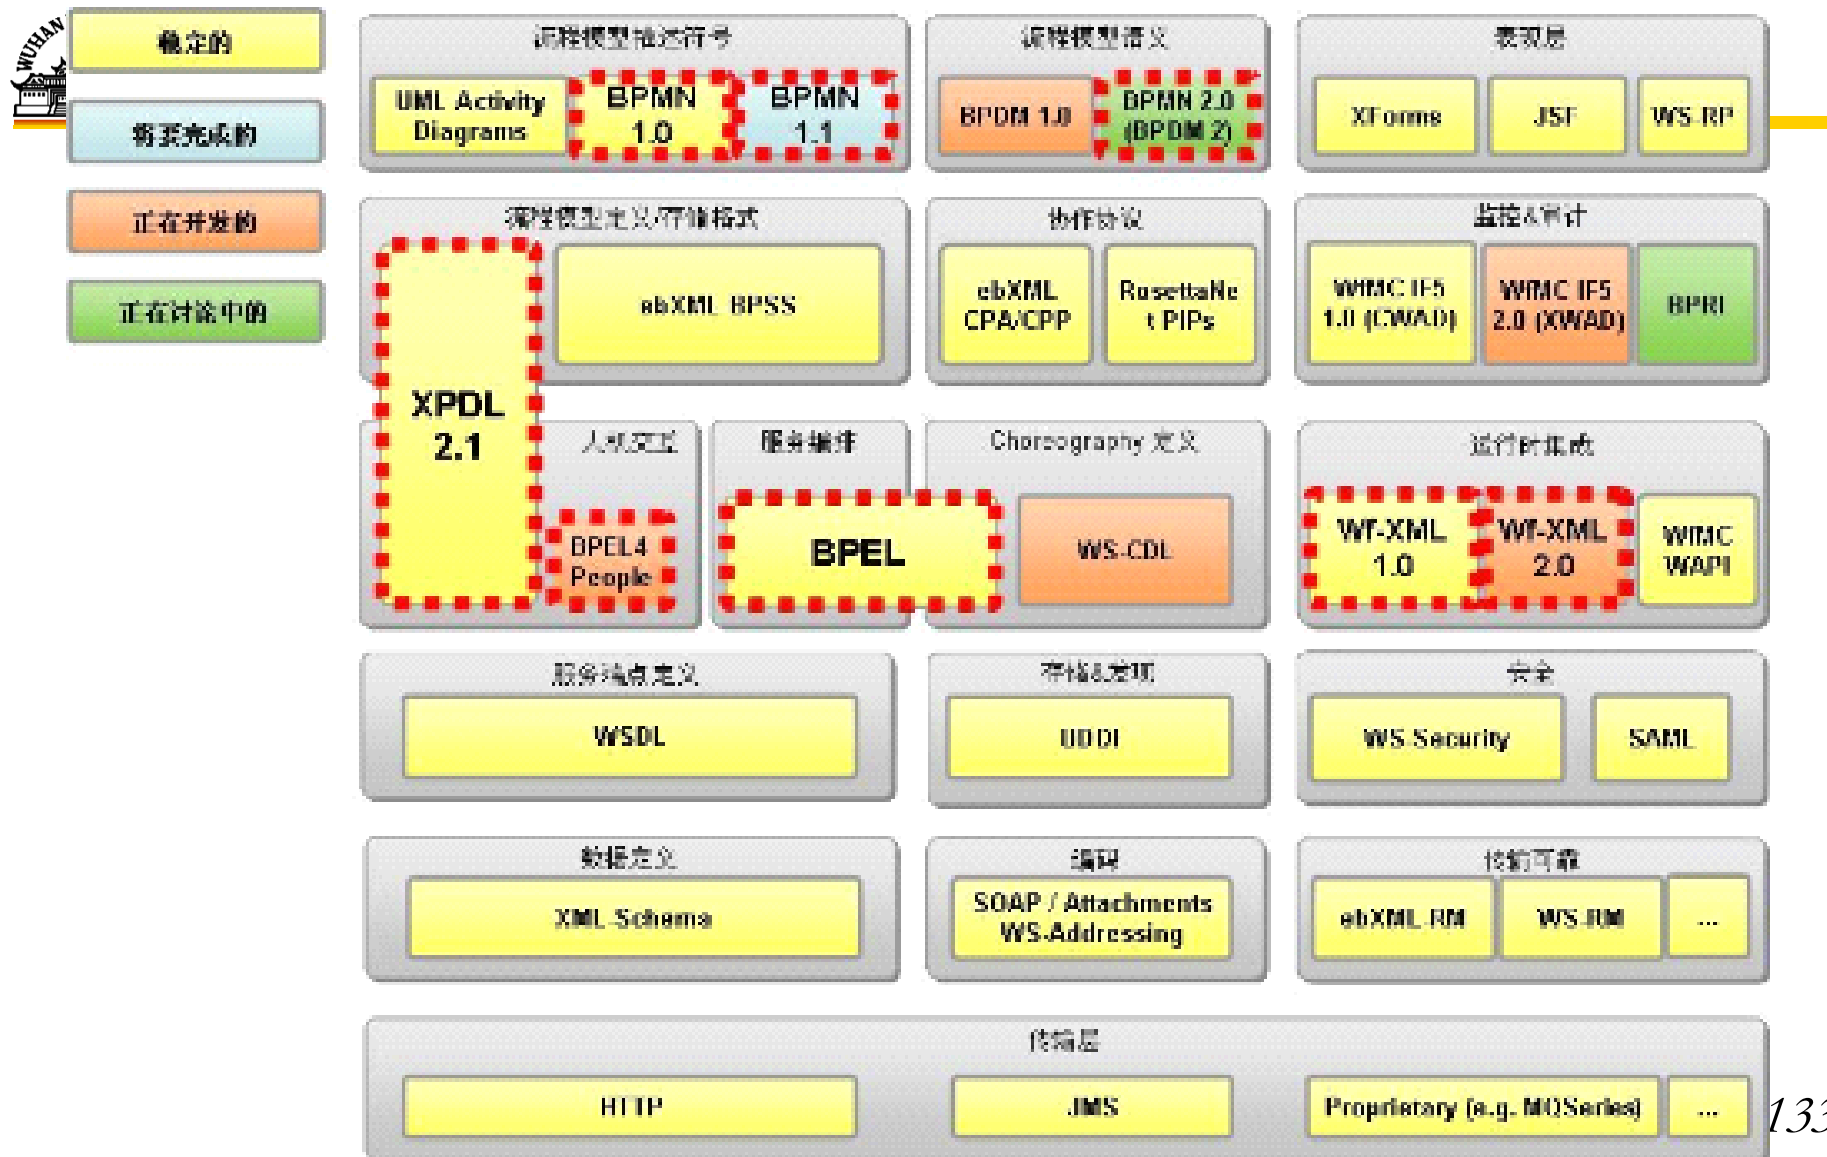 WUHAN
稳定的
将要完成的
正在开发的
正在讨论中的
流程模型描述符号
UML Activity
Diagrams
BPMN
1.0
BPMN
1.1
流程模型语义
BPDM 1.0
BPMN 2.0
(BPDM 2)
表现层
XForms
JSF
WS-RP
流程模型定义/存储格式
XPDL
2.1
ebXML BPSS
协作协议
ebXML
CPA/CPP
RosettaNe
t PIPs
监控&审计
WfMC IF5
1.0 (CWAD)
WfMC IF5
2.0 (XWAD)
BPRI
人机交互
BPEL4
People
服务编排
BPEL
Choreography 定义
WS-CDL
运行时集成
Wf-XML
1.0
Wf-XML
2.0
WfMC
WAPI
服务端点定义
WSDL
存储&发现
UDDI
安全
WS-Security
SAML
数据定义
XML-Schema
编码
SOAP / Attachments
WS-Addressing
传输可靠
ebXML-RM
WS-RM
...
传输层
HTTP
JMS
Proprietary (e.g. MQSeries)
...
133